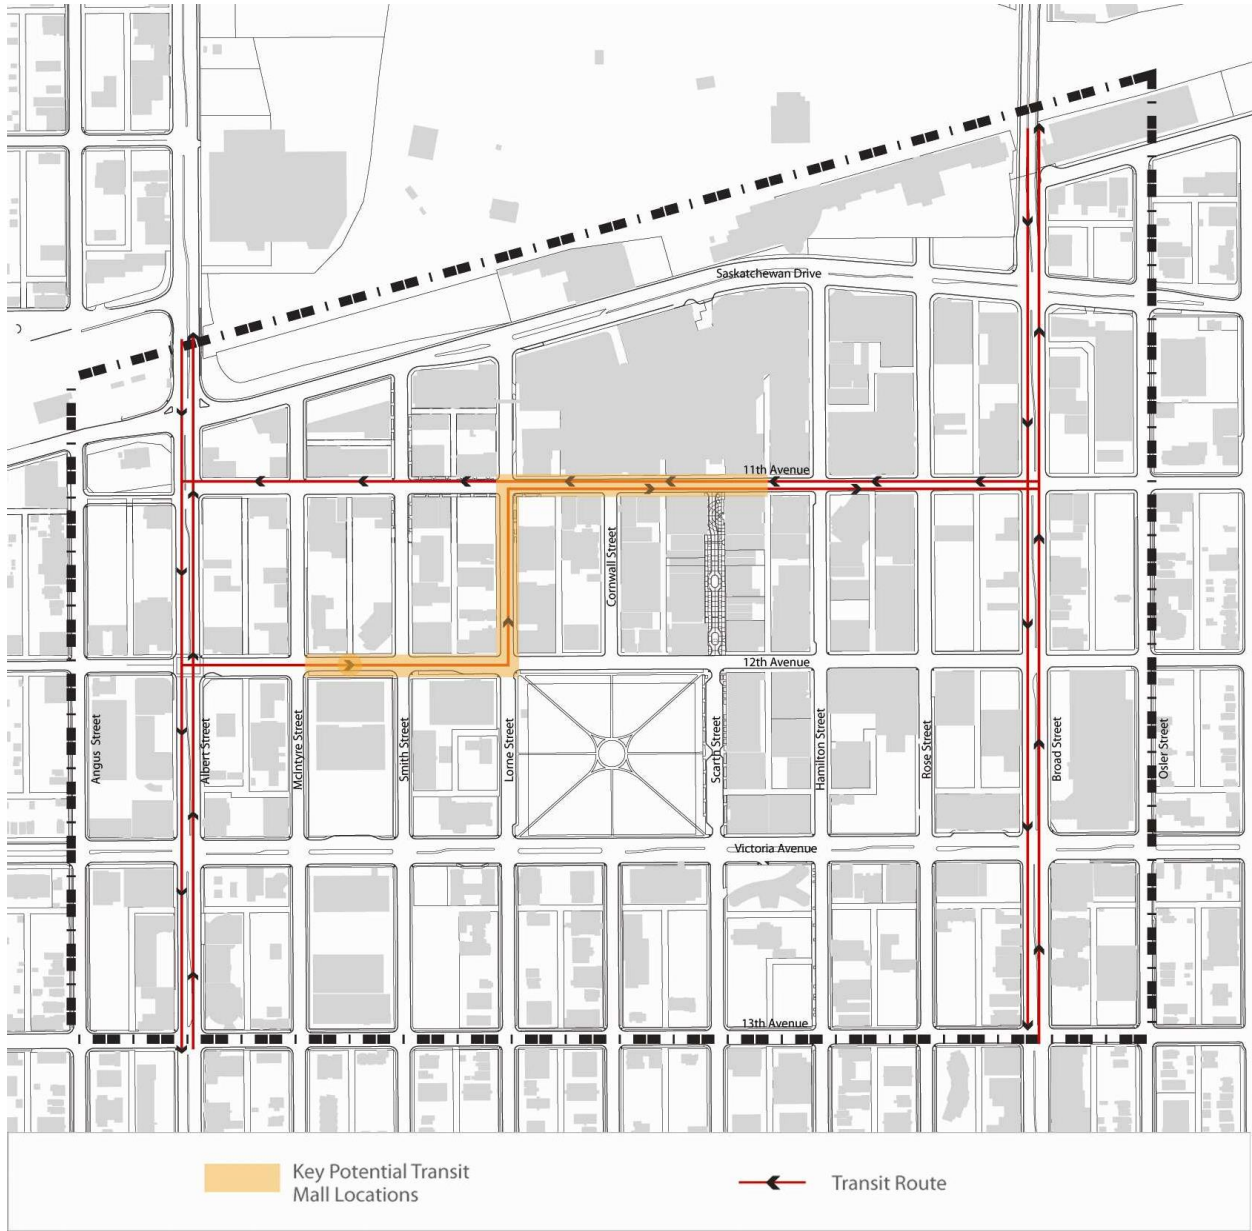 Saskatchewan Drive
11th Avenue
Cornwall Street
12th Avenue
Angus Street
Albert Street
McIntyre Street
Smith Street
Lorne Street
Scarth Street
Hamilton Street
Rose Street
Broad Street
Osler Street
Victoria Avenue
13th Avenue
Key Potential Transit
Mall Locations
Transit Route